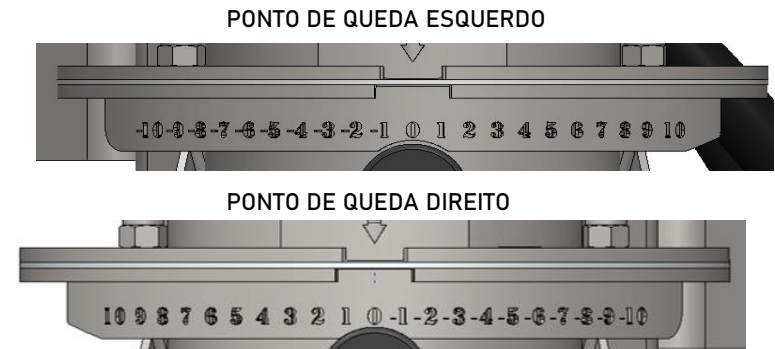 PONTO DE QUEDA ESQUERDO
-10-9-8-7-6-5-4-3-2-1 0 1 2 3 4 5 6 7 8 9 10
PONTO DE QUEDA DIREITO
10 9 8 7 6 5 4 3 2 1 0 -1-2-3-4-5-6-7-8-9-10